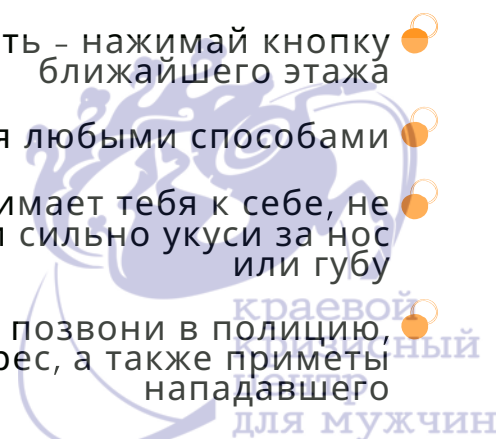 ть – нажимай кнопку
ближайшего этажа
я любыми способами
имает тебя к себе, не
и сильно укуси за нос
или губу
позвони в полицию,
рес, а также приметы
нападавшего
краевой
кризисный
центр
для мужчин